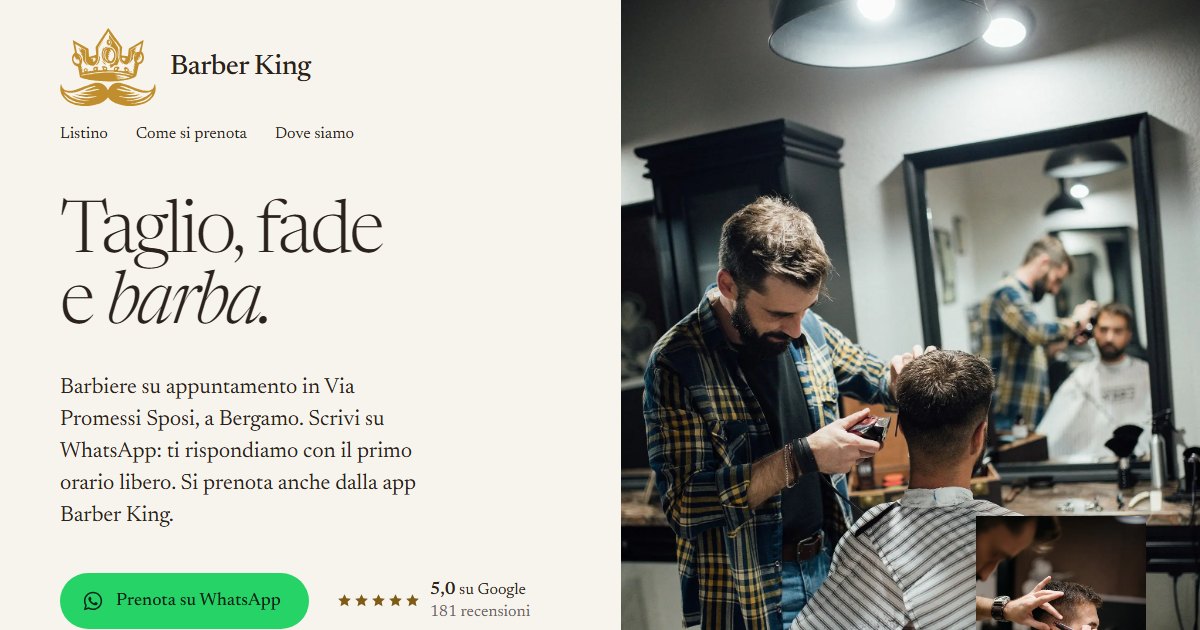 Barber King
Listino Come si prenota Dove siamo
Taglio, fade
e barba.
Barbiere su appuntamento in Via
Promessi Sposi, a Bergamo. Scrivi su
WhatsApp: ti rispondiamo con il primo
orario libero. Si prenota anche dalla app
Barber King.
Prenota su WhatsApp
5,0 su Google
181 recensioni